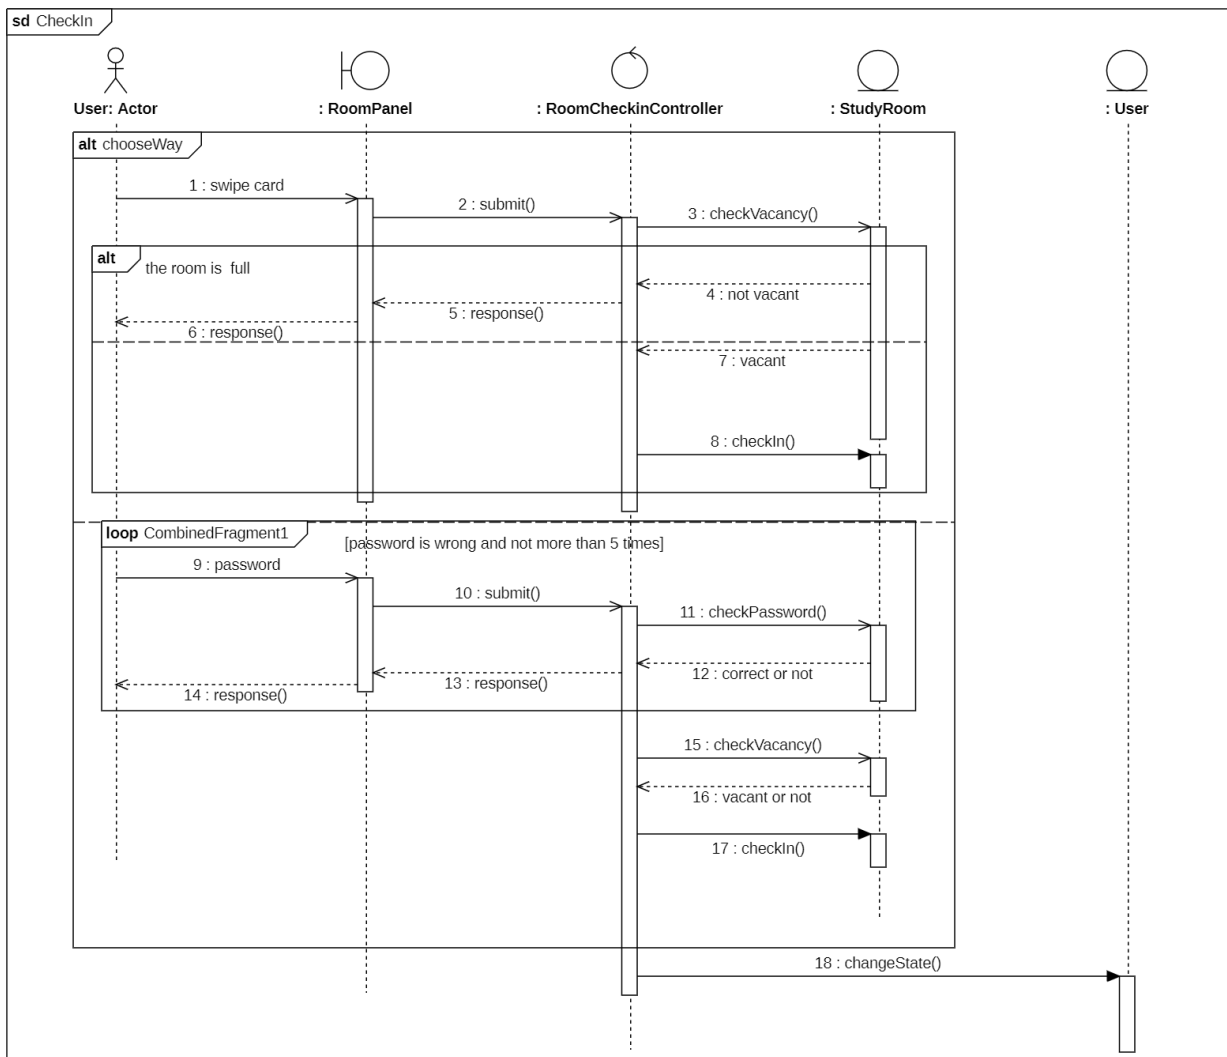 sd CheckIn
User: Actor
: RoomPanel
: RoomCheckinController
: StudyRoom
: User
alt chooseWay
1 : swipe card
2 : submit()
3 : checkVacancy()
alt
the room is  full
4 : not vacant
5 : response()
6 : response()
7 : vacant
8 : checkIn()
loop CombinedFragment1
[password is wrong and not more than 5 times]
9 : password
10 : submit()
11 : checkPassword()
12 : correct or not
13 : response()
14 : response()
15 : checkVacancy()
16 : vacant or not
17 : checkIn()
18 : changeState()